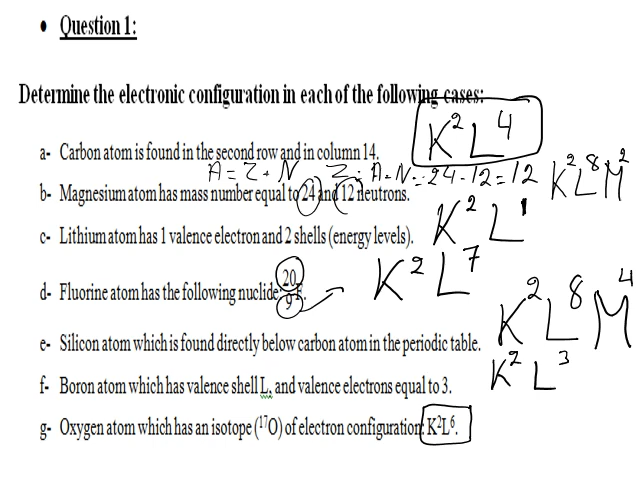 • Question 1:
Determine the electronic configuration in each of the following cases:
a- Carbon atom is found in the second row and in column 14. K²L⁴
A = Z + N Z = A - N = 24 - 12 = 12 K²L⁸M²
b- Magnesium atom has mass number equal to 24 and 12 neutrons.
c- Lithium atom has 1 valence electron and 2 shells (energy levels). K²L¹
d- Fluorine atom has the following nuclide: ²⁰₉F. K²L⁷
e- Silicon atom which is found directly below carbon atom in the periodic table. K²L⁸M⁴
f- Boron atom which has valence shell L, and valence electrons equal to 3. K²L³
g- Oxygen atom which has an isotope (¹⁷O) of electron configuration: K²L⁶.